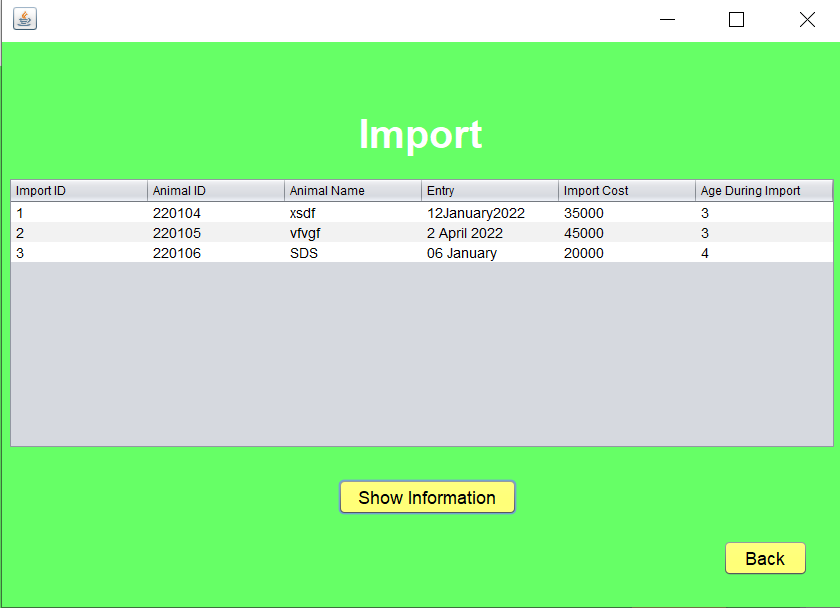 Import
Import ID Animal ID Animal Name Entry Import Cost Age During Import
1 220104 xsdf 12January2022 35000 3
2 220105 vfvgf 2 April 2022 45000 3
3 220106 SDS 06 January 20000 4
Show Information
Back